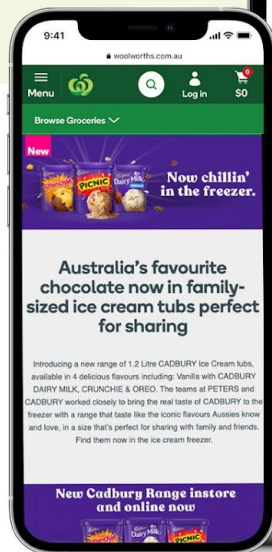 9:41
woolworths.com.au
Menu
Log in
0
$0
Browse Groceries
New
Crunchie
PICNIC
Dairy Milk
Now chillin'
in the freezer.
Australia's favourite
chocolate now in family-
sized ice cream tubs perfect
for sharing
Introducing a new range of 1.2 Litre CADBURY Ice Cream tubs,
available in 4 delicious flavours including: Vanilla with CADBURY
DAIRY MILK, CRUNCHIE & OREO. The teams at PETERS and
CADBURY worked closely to bring the real taste of CADBURY to the
freezer with a range that taste like the iconic flavours Aussies know
and love, in a size that's perfect for sharing with family and friends.
Find them now in the ice cream freezer.
New Cadbury Range instore
and online now
Dairy Milk
PICNIC